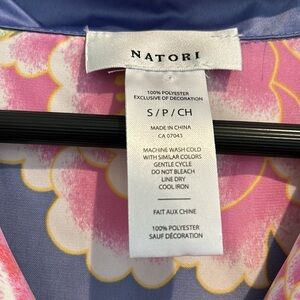 NATORI
100% POLYESTER
EXCLUSIVE OF DECORATION
S/P/CH
MADE IN CHINA
CA 07043
MACHINE WASH COLD
WITH SIMILAR COLORS
GENTLE CYCLE
DO NOT BLEACH
LINE DRY
COOL IRON
FAIT AUX CHINE
100% POLYESTER
SAUF DÉCORATION